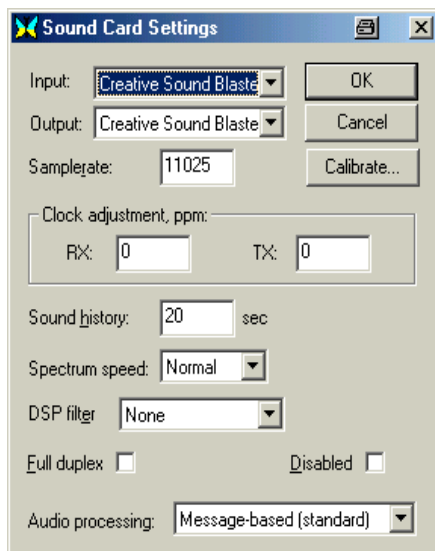 Sound Card Settings
Input: Creative Sound Blaste OK
Output: Creative Sound Blaste Cancel
Samplerate: 11025 Calibrate...
Clock adjustment, ppm:
RX: 0 TX: 0
Sound history: 20 sec
Spectrum speed: Normal
DSP filter None
Full duplex Disabled
Audio processing: Message-based (standard)